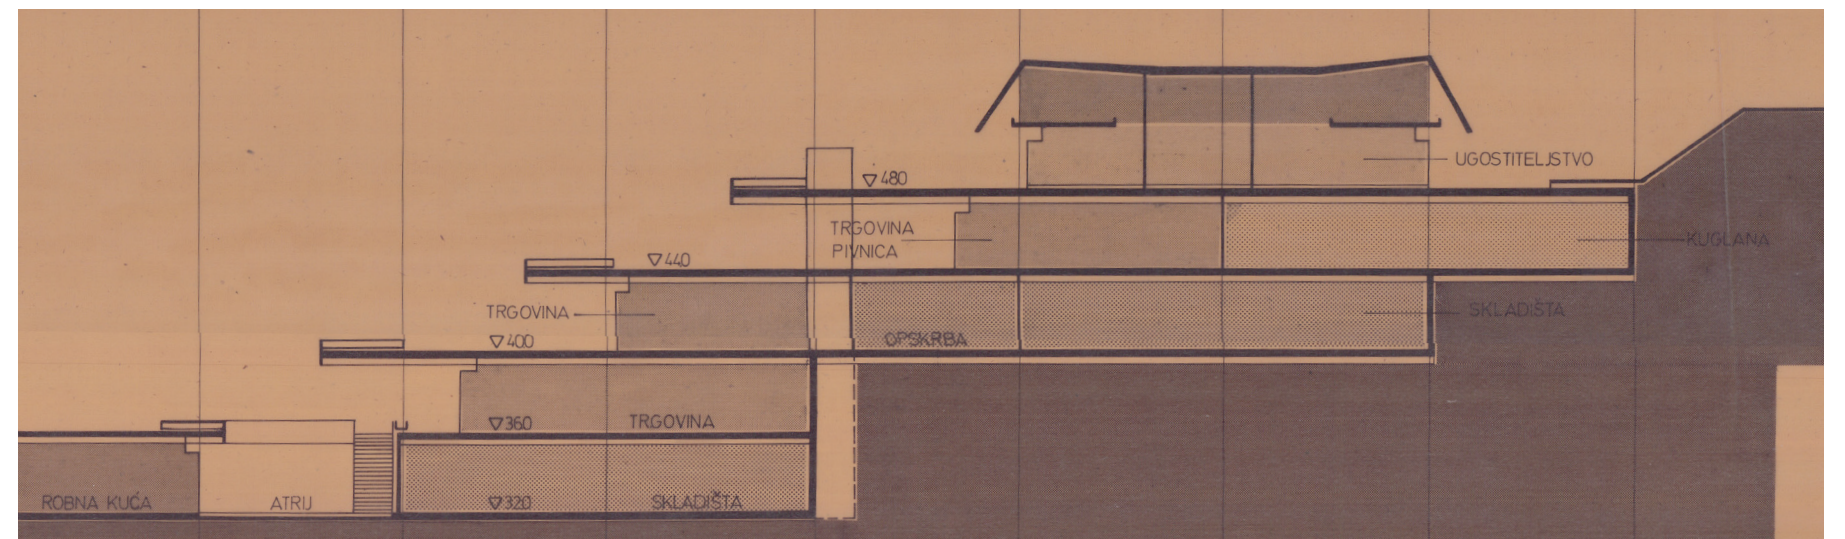 UGOSTITELJSTVO
▽480
TRGOVINA
PIVNICA
KUGLANA
▽440
TRGOVINA
SKLADIŠTA
▽400
OPSKRBA
▽360
TRGOVINA
ROBNA KUĆA
ATRIJ
▽320
SKLADIŠTA